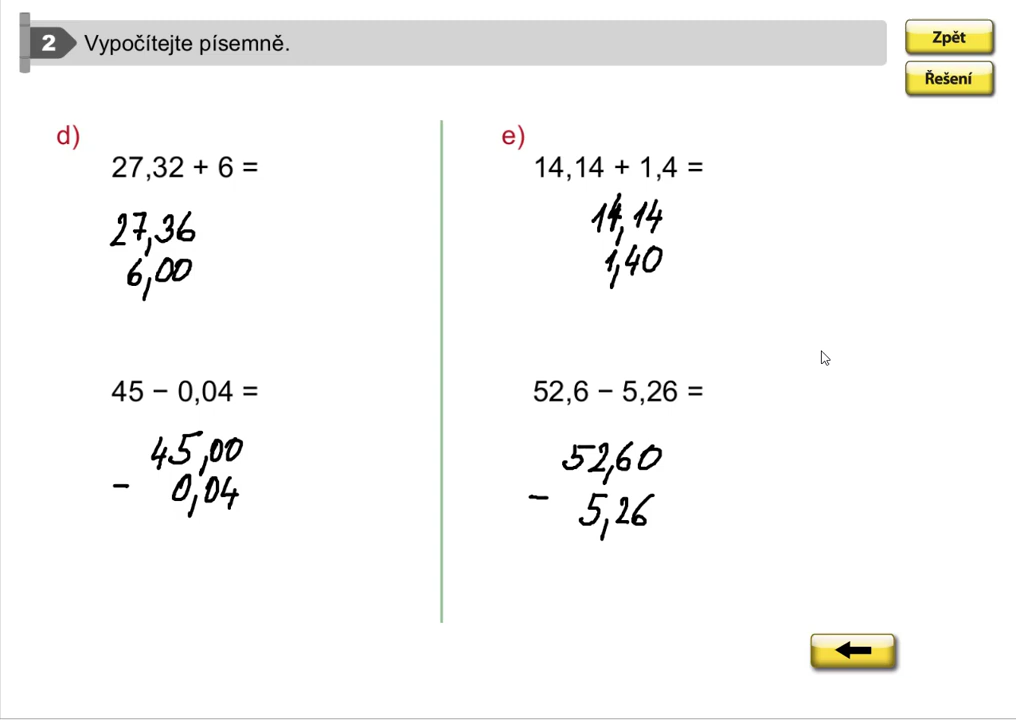 2 Vypočítejte písemně.
Zpět
Řešení
d)
27,32 + 6 =
27,36
6,00
45 − 0,04 =
45,00
− 0,04
e)
14,14 + 1,4 =
14,14
1,40
52,6 − 5,26 =
52,60
− 5,26